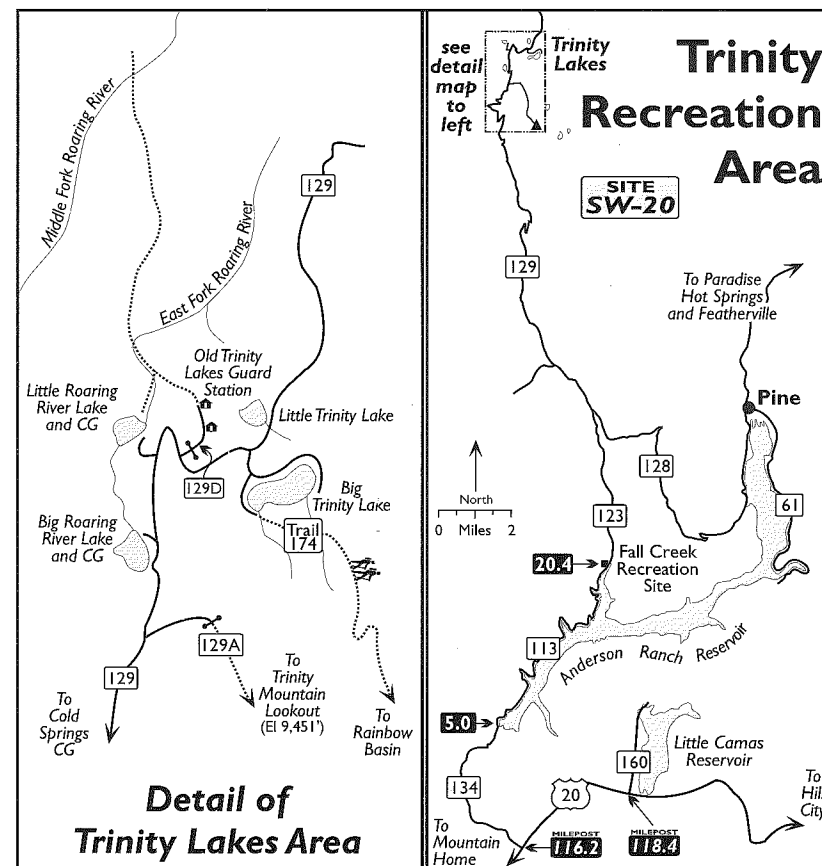 Middle Fork Roaring River
129
East Fork Roaring River
Old Trinity
Lakes Guard
Station
Little Roaring
River Lake
and CG
Little Trinity Lake
129D
Big
Trinity Lake
Big Roaring
River Lake
and CG
Trail
174
129A
129
To
Cold
Springs
CG
To
Trinity
Mountain
Lookout
(El 9,451')
To
Rainbow
Basin
Detail of
Trinity Lakes Area
see
detail
map
to
left
Trinity
Lakes
Trinity
Recreation
Area
SITE
SW-20
129
To Paradise
Hot Springs
and Featherville
Pine
128
North
0 Miles 2
123
61
20.4
Fall Creek
Recreation
Site
113
Anderson Ranch Reservoir
5.0
Little Camas
Reservoir
160
134
20
To
Hill
City
To
Mountain
Home
MILEPOST
116.2
MILEPOST
118.4